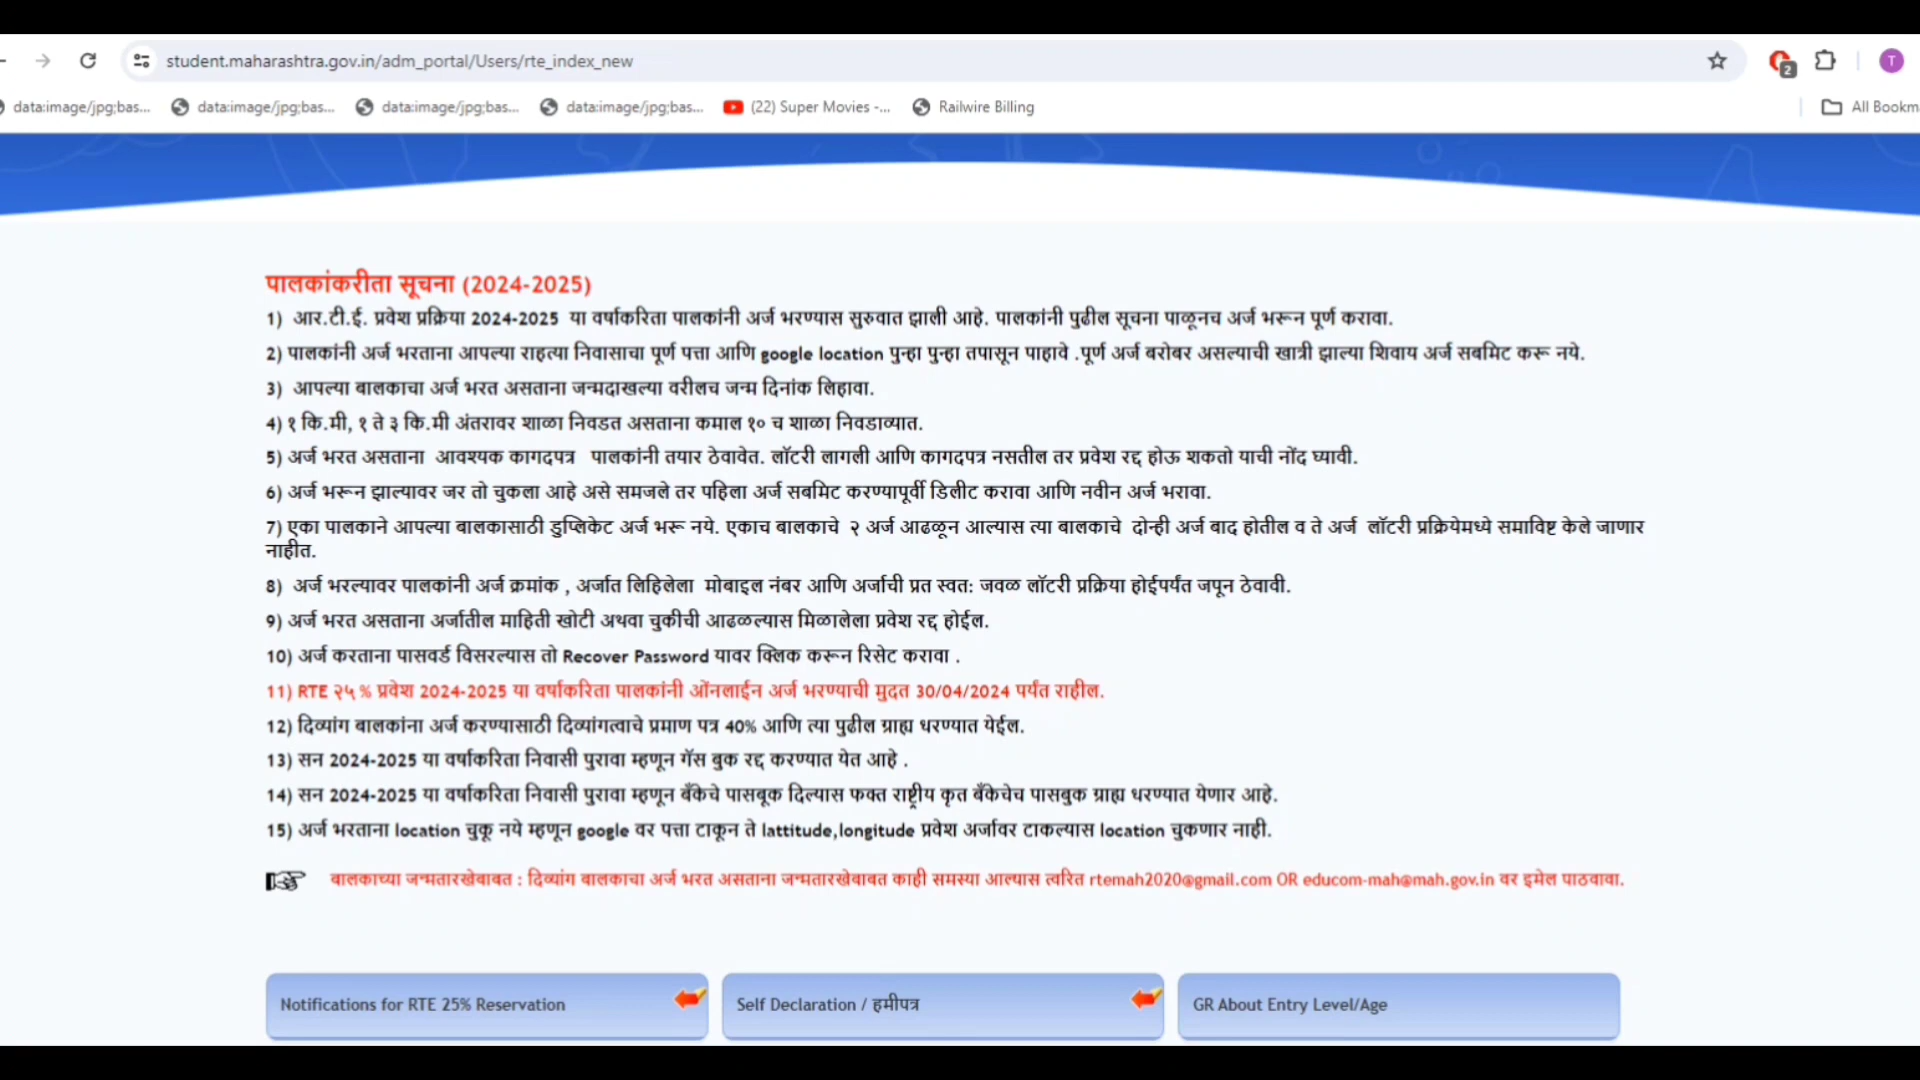 student.maharashtra.gov.in/adm_portal/Users/rte_index_new
2
T
data:image/jpg;bas... data:image/jpg;bas... data:image/jpg;bas... data:image/jpg;bas... (22) Super Movies -... Railwire Billing All Bookm
पालकांकरीता सूचना (2024-2025)
1) आर.टी.ई. प्रवेश प्रक्रिया 2024-2025 या वर्षाकरिता पालकांनी अर्ज भरण्यास सुरुवात झाली आहे. पालकांनी पुढील सूचना पाळूनच अर्ज भरून पूर्ण करावा.
2) पालकांनी अर्ज भरताना आपल्या राहत्या निवासाचा पूर्ण पत्ता आणि google location पुन्हा पुन्हा तपासून पाहावे .पूर्ण अर्ज बरोबर असल्याची खात्री झाल्या शिवाय अर्ज सबमिट करू नये.
3) आपल्या बालकाचा अर्ज भरत असताना जन्मदाखल्या वरीलच जन्म दिनांक लिहावा.
4) १ कि.मी, १ ते ३ कि.मी अंतरावर शाळा निवडत असताना कमाल १० च शाळा निवडाव्यात.
5) अर्ज भरत असताना आवश्यक कागदपत्र पालकांनी तयार ठेवावेत. लॉटरी लागली आणि कागदपत्र नसतील तर प्रवेश रद्द होऊ शकतो याची नोंद घ्यावी.
6) अर्ज भरून झाल्यावर जर तो चुकला आहे असे समजले तर पहिला अर्ज सबमिट करण्यापूर्वी डिलीट करावा आणि नवीन अर्ज भरावा.
7) एका पालकाने आपल्या बालकासाठी डुप्लिकेट अर्ज भरू नये. एकाच बालकाचे २ अर्ज आढळून आल्यास त्या बालकाचे दोन्ही अर्ज बाद होतील व ते अर्ज लॉटरी प्रक्रियेमध्ये समाविष्ट केले जाणार
नाहीत.
8) अर्ज भरल्यावर पालकांनी अर्ज क्रमांक , अर्जात लिहिलेला मोबाइल नंबर आणि अर्जाची प्रत स्वत: जवळ लॉटरी प्रक्रिया होईपर्यंत जपून ठेवावी.
9) अर्ज भरत असताना अर्जातील माहिती खोटी अथवा चुकीची आढळल्यास मिळालेला प्रवेश रद्द होईल.
10) अर्ज करताना पासवर्ड विसरल्यास तो Recover Password यावर क्लिक करून रिसेट करावा .
11) RTE २५ % प्रवेश 2024-2025 या वर्षाकरिता पालकांनी ऑनलाईन अर्ज भरण्याची मुदत 30/04/2024 पर्यंत राहील.
12) दिव्यांग बालकांना अर्ज करण्यासाठी दिव्यांगत्वाचे प्रमाण पत्र 40% आणि त्या पुढील ग्राह्य धरण्यात येईल.
13) सन 2024-2025 या वर्षाकरिता निवासी पुरावा म्हणून गॅस बुक रद्द करण्यात येत आहे .
14) सन 2024-2025 या वर्षाकरिता निवासी पुरावा म्हणून बँकेचे पासबूक दिल्यास फक्त राष्ट्रीय कृत बँकेचेच पासबुक ग्राह्य धरण्यात येणार आहे.
15) अर्ज भरताना location चुकू नये म्हणून google वर पत्ता टाकून ते lattitude,longitude प्रवेश अर्जावर टाकल्यास location चुकणार नाही.
बालकाच्या जन्मतारखेबाबत : दिव्यांग बालकाचा अर्ज भरत असताना जन्मतारखेबाबत काही समस्या आल्यास त्वरित rtemah2020@gmail.com OR educom-mah@mah.gov.in वर इमेल पाठवावा.
Notifications for RTE 25% Reservation Self Declaration / हमीपत्र GR About Entry Level/Age